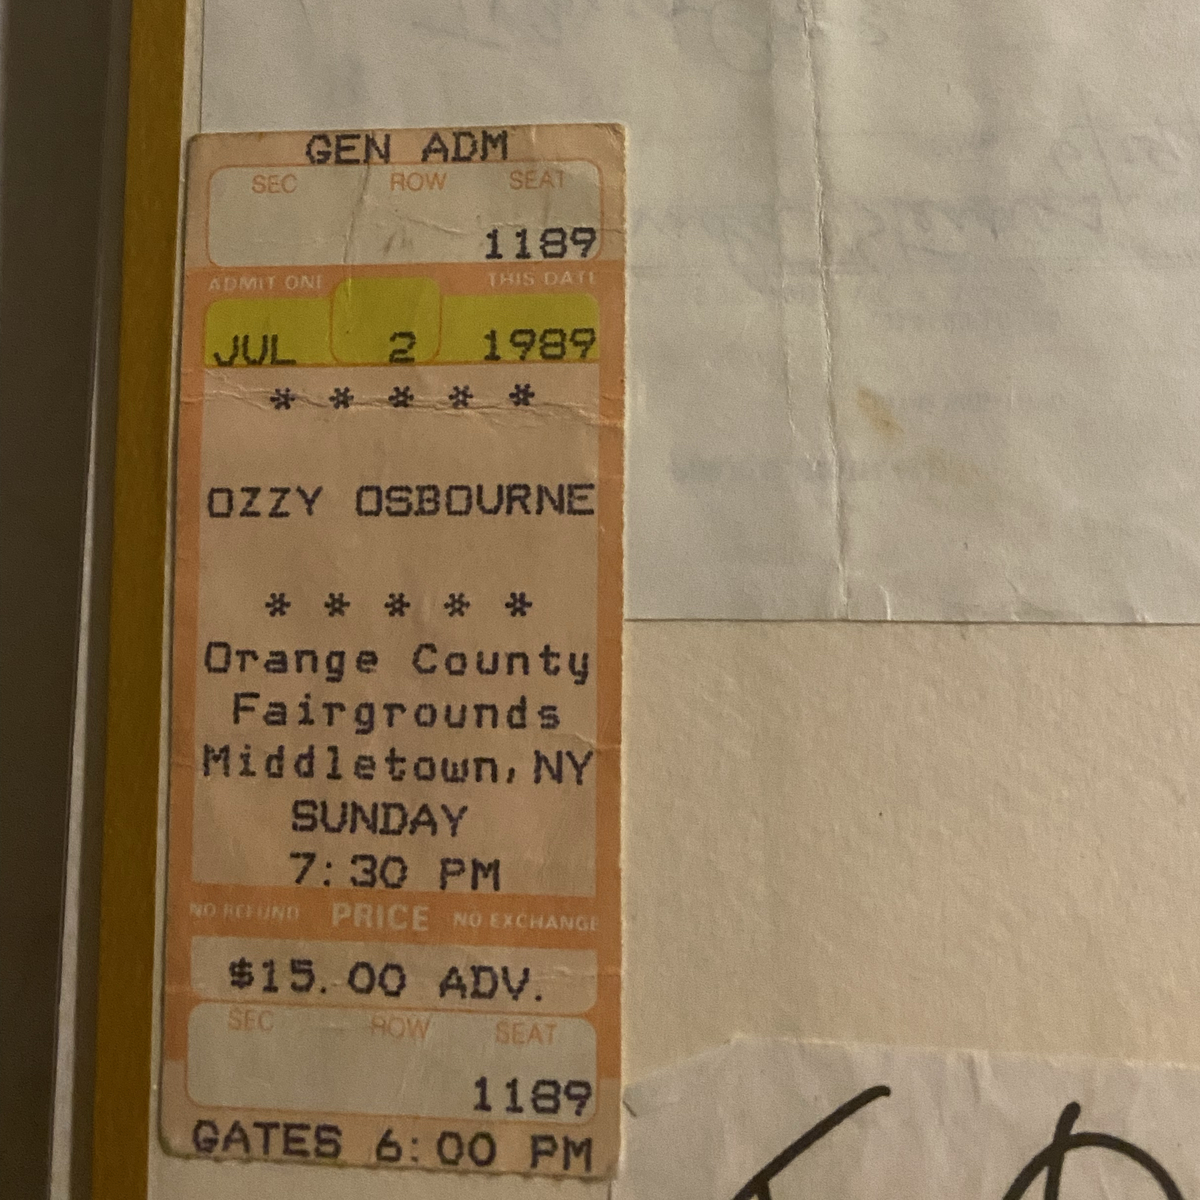 GEN ADM
SEC ROW SEAT
1189
ADMIT ONE THIS DATE
JUL 2 1989
* * * * *
OZZY OSBOURNE
* * * * *
Orange County
Fairgrounds
Middletown, NY
SUNDAY
7:30 PM
NO REFUND PRICE NO EXCHANGE
$15.00 ADV.
SEC ROW SEAT
1189
GATES 6:00 PM